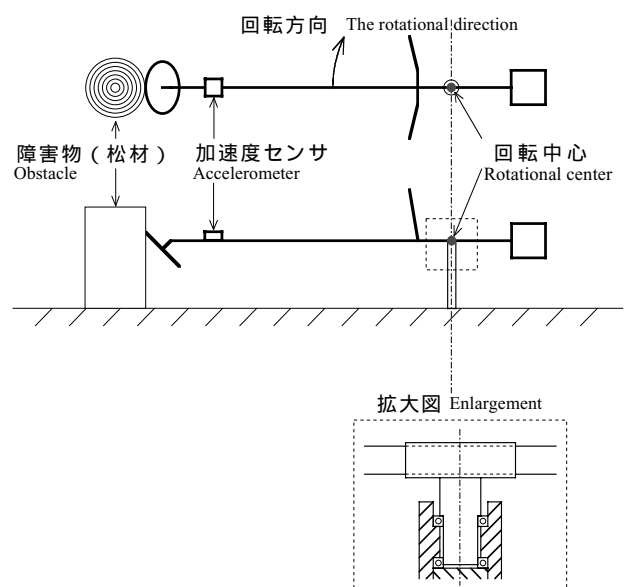 回転方向 The rotational direction
障害物（松材）
Obstacle
加速度センサ
Accelerometer
回転中心
Rotational center
拡大図 Enlargement